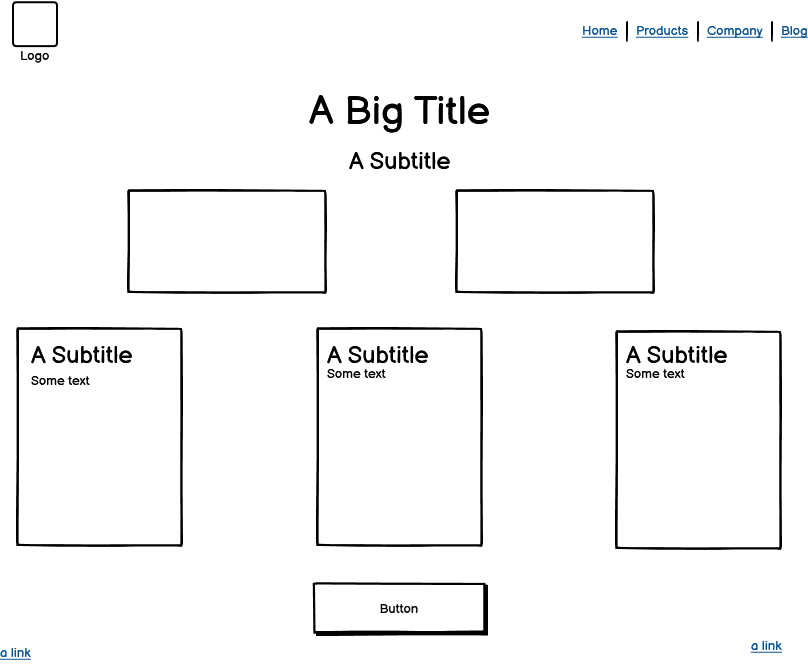 Logo
Home | Products | Company | Blog
A Big Title
A Subtitle
A Subtitle
Some text
A Subtitle
Some text
A Subtitle
Some text
Button
a link
a link